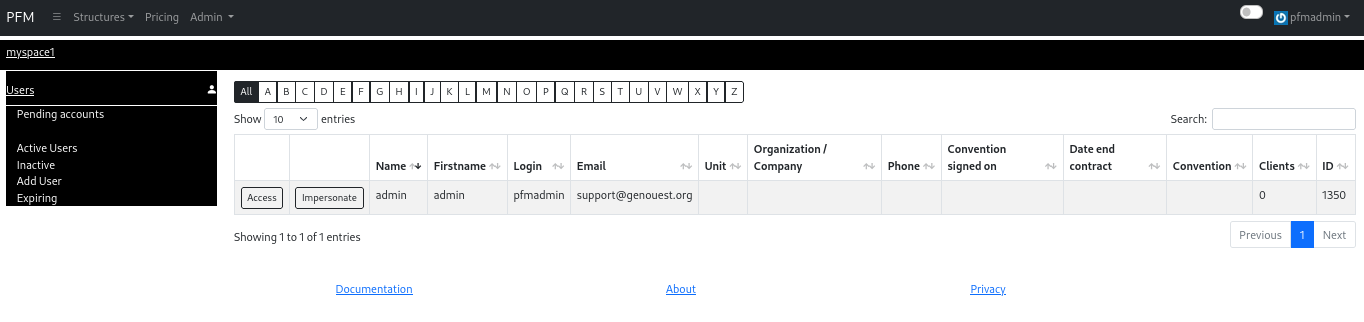 PFM ☰ Structures Pricing Admin pfmadmin
myspace1
Users
Pending accounts
Active Users
Inactive
Add User
Expiring
All A B C D E F G H I J K L M N O P Q R S T U V W X Y Z
Show 10 entries Search:
Name Firstname Login Email Unit Organization / Company Phone Convention signed on Date end contract Convention Clients ID
Access Impersonate admin admin pfmadmin support@genouest.org 0 1350
Showing 1 to 1 of 1 entries Previous 1 Next
Documentation About Privacy